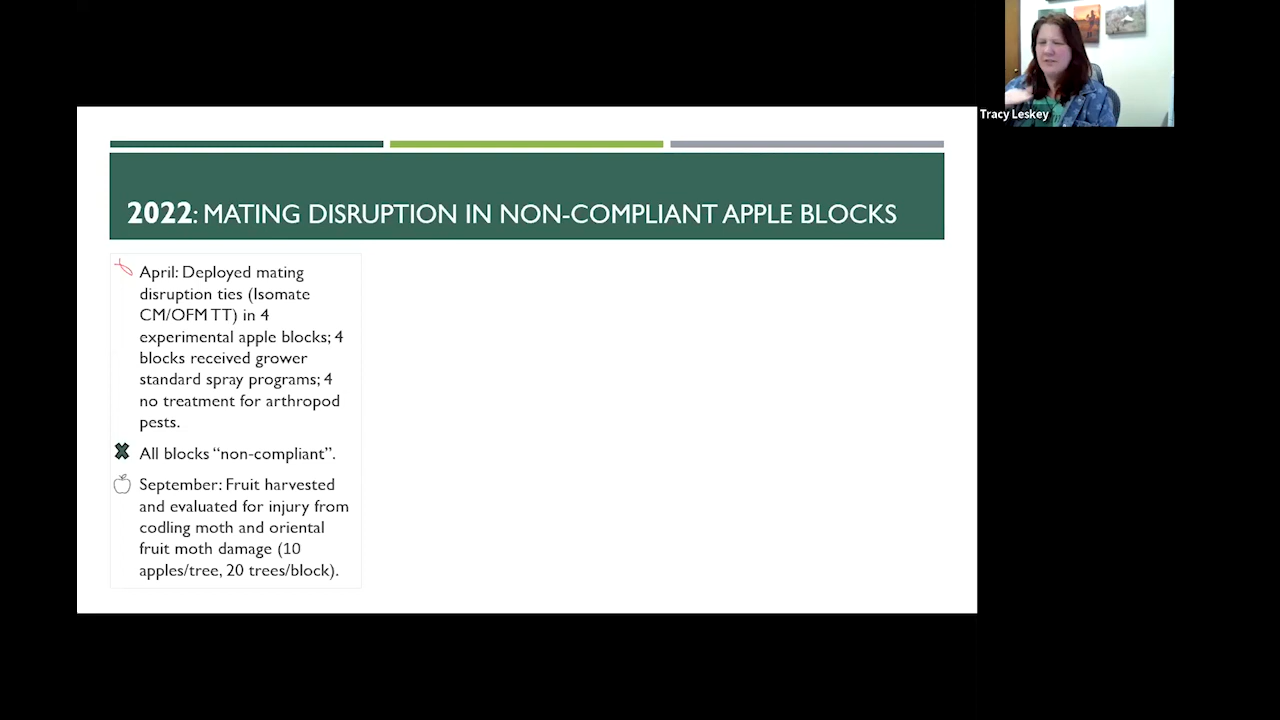 Tracy Leskey
2022: MATING DISRUPTION IN NON-COMPLIANT APPLE BLOCKS
April: Deployed mating
disruption ties (Isomate
CM/OFM TT) in 4
experimental apple blocks; 4
blocks received grower
standard spray programs; 4
no treatment for arthropod
pests.
All blocks “non-compliant”.
September: Fruit harvested
and evaluated for injury from
codling moth and oriental
fruit moth damage (10
apples/tree, 20 trees/block).